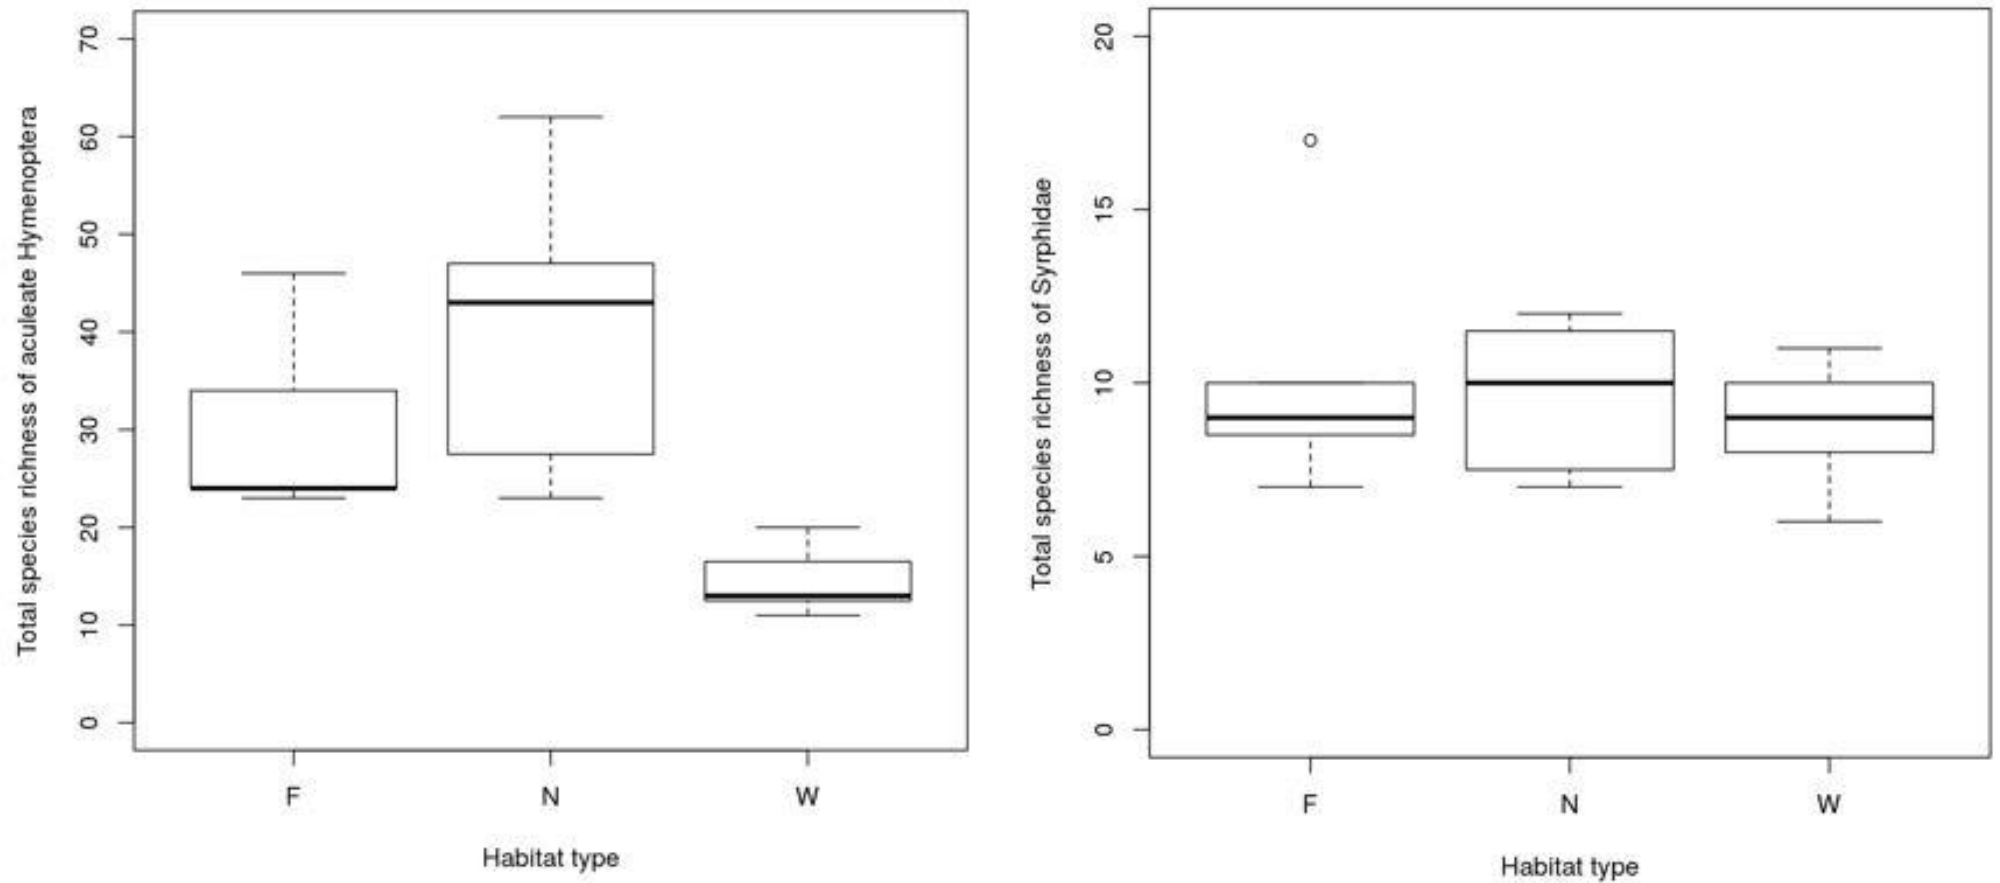 Total species richness of aculeate Hymenoptera
70
60
50
40
30
20
10
0
F N W
Habitat type
Total species richness of Syrphidae
20
15
10
5
0
F N W
Habitat type